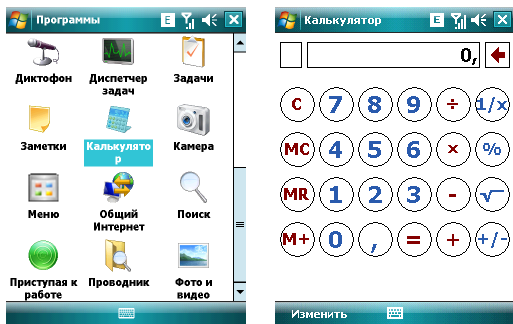 Программы E
Диктофон Диспетчер задач Задачи
Заметки Калькулято
р Камера
Меню Общий Интернет Поиск
Приступая к работе Проводник Фото и видео
Калькулятор E
0,
C 7 8 9 ÷ 1/x
MC 4 5 6 × %
MR 1 2 3 - √
M+ 0 , = + +/-
Изменить